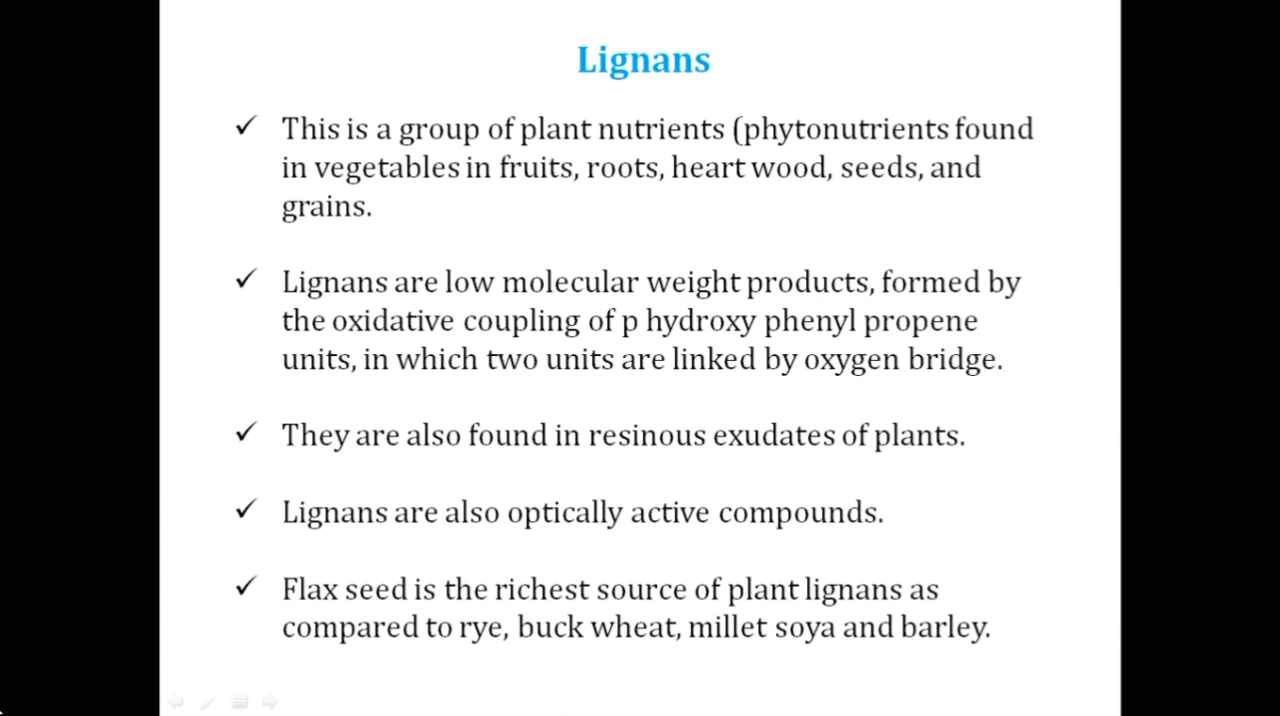 Lignans
✓ This is a group of plant nutrients (phytonutrients found
in vegetables in fruits, roots, heart wood, seeds, and
grains.
✓ Lignans are low molecular weight products, formed by
the oxidative coupling of p hydroxy phenyl propene
units, in which two units are linked by oxygen bridge.
✓ They are also found in resinous exudates of plants.
✓ Lignans are also optically active compounds.
✓ Flax seed is the richest source of plant lignans as
compared to rye, buck wheat, millet soya and barley.